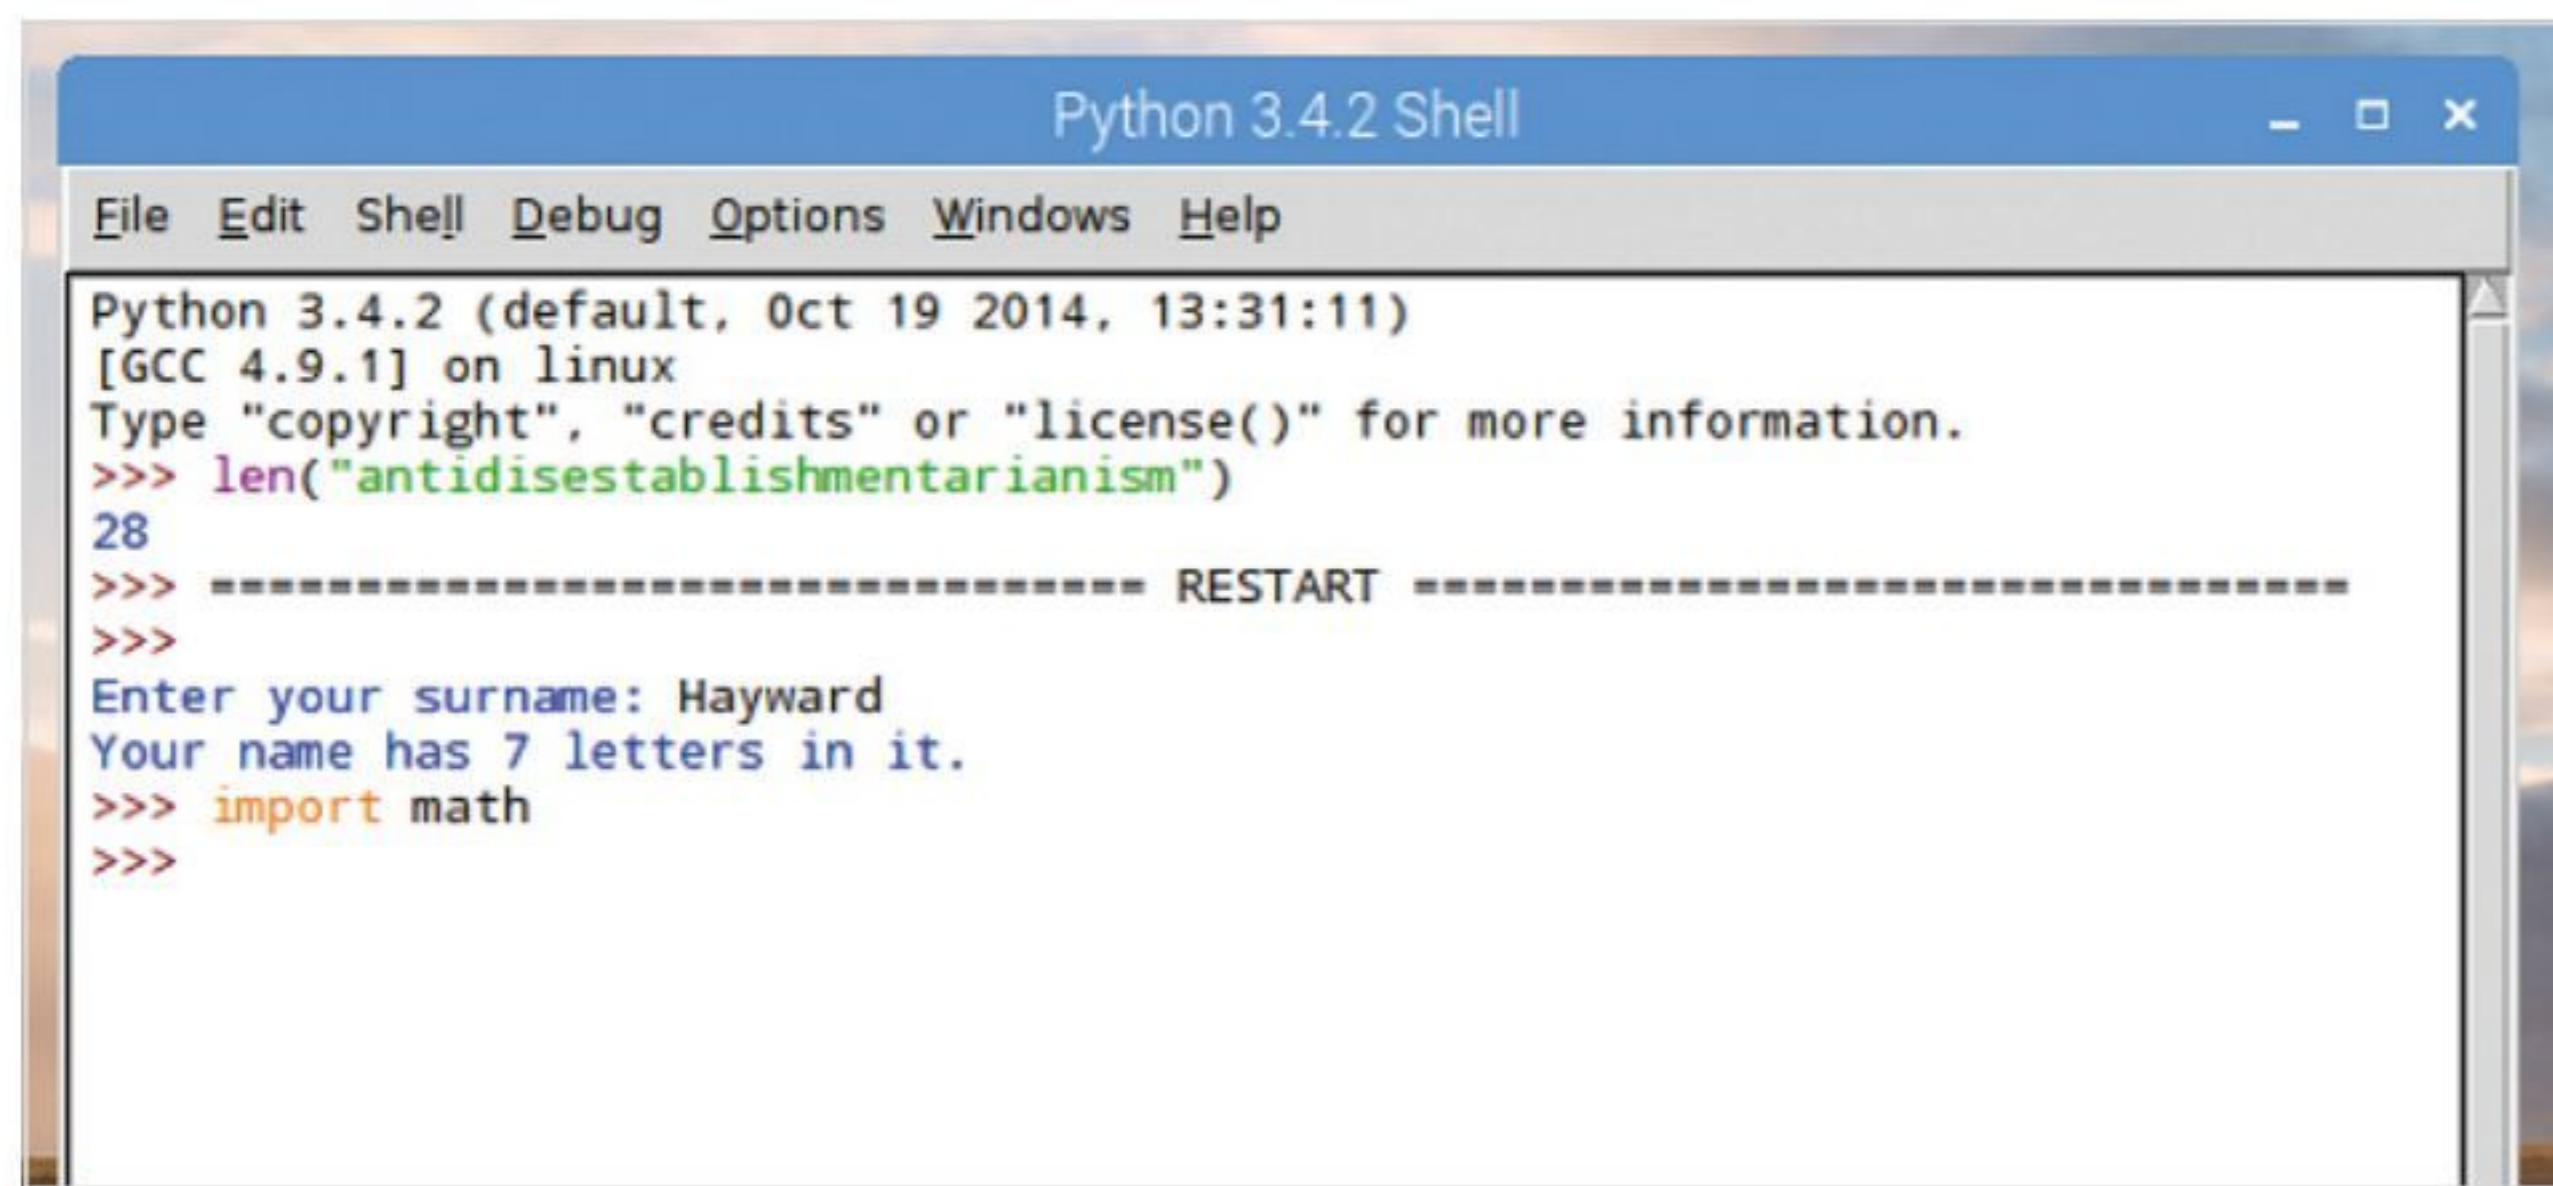 Python 3.4.2 Shell
File Edit Shell Debug Options Windows Help
Python 3.4.2 (default, Oct 19 2014, 13:31:11)
[GCC 4.9.1] on linux
Type "copyright", "credits" or "license()" for more information.
>>> len("antidisestablishmentarianism")
28
>>> ================================ RESTART ================================
>>>
Enter your surname: Hayward
Your name has 7 letters in it.
>>> import math
>>>